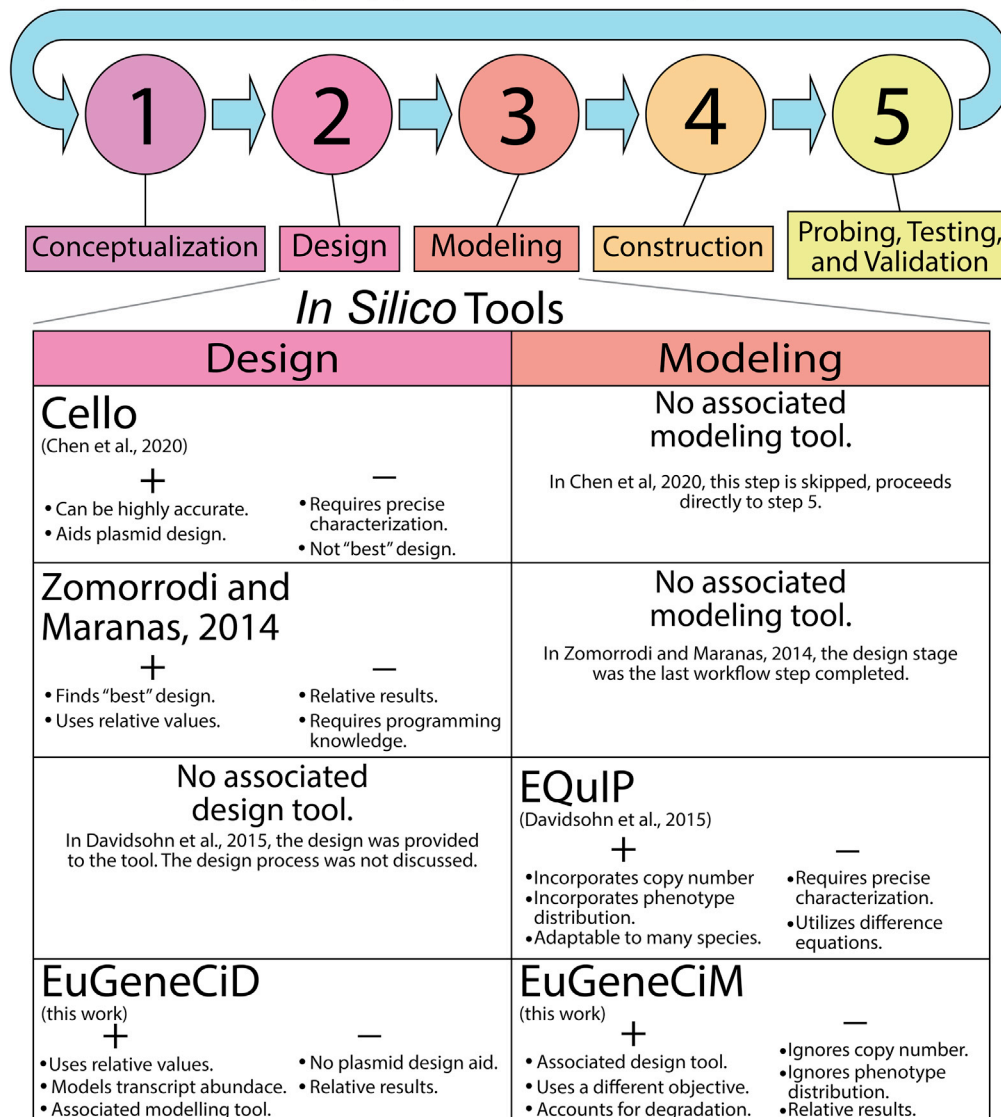 1
2
3
4
5
Conceptualization
Design
Modeling
Construction
Probing, Testing,
and Validation
In Silico Tools
Design
Modeling
Cello
(Chen et al., 2020)
+
• Can be highly accurate.
• Aids plasmid design.
−
• Requires precise
characterization.
• Not “best” design.
No associated
modeling tool.
In Chen et al, 2020, this step is skipped, proceeds
directly to step 5.
Zomorrodi and
Maranas, 2014
+
• Finds “best” design.
• Uses relative values.
−
• Relative results.
• Requires programming
knowledge.
No associated
modeling tool.
In Zomorrodi and Maranas, 2014, the design stage
was the last workflow step completed.
No associated
design tool.
In Davidsohn et al., 2015, the design was provided
to the tool. The design process was not discussed.
EQuIP
(Davidsohn et al., 2015)
+
• Incorporates copy number
• Incorporates phenotype
distribution.
• Adaptable to many species.
−
• Requires precise
characterization.
• Utilizes difference
equations.
EuGeneCiD
(this work)
+
• Uses relative values.
• Models transcript abundace.
• Associated modelling tool.
−
• No plasmid design aid.
• Relative results.
EuGeneCiM
(this work)
+
• Associated design tool.
• Uses a different objective.
• Accounts for degradation.
−
• Ignores copy number.
• Ignores phenotype
distribution.
• Relative results.